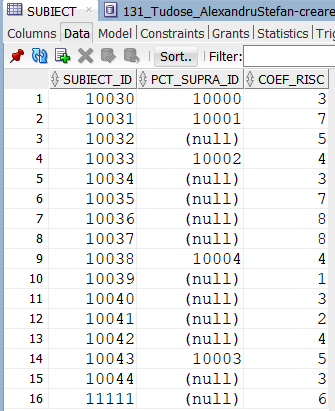 SUBIECT 131_Tudose_AlexandruStefan-creare
Columns Data Model Constraints Grants Statistics Trig
Sort.. Filter:
SUBIECT_ID PCT_SUPRA_ID COEF_RISC
1 10030 10000 3
2 10031 10001 7
3 10032 (null) 5
4 10033 10002 4
5 10034 (null) 3
6 10035 (null) 7
7 10036 (null) 8
8 10037 (null) 8
9 10038 10004 4
10 10039 (null) 1
11 10040 (null) 3
12 10041 (null) 2
13 10042 (null) 4
14 10043 10003 5
15 10044 (null) 3
16 11111 (null) 6